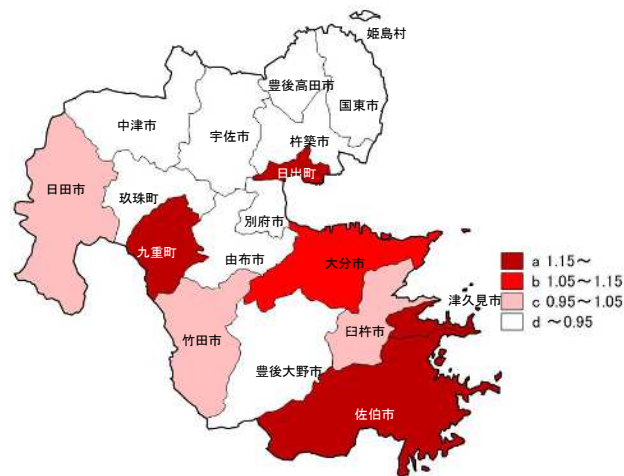 姫島村
豊後高田市
国東市
中津市
宇佐市
杵築市
日出町
日田市
玖珠町
別府市
九重町
由布市
大分市
a 1.15～
b 1.05～1.15
c 0.95～1.05
d ～0.95
津久見市
臼杵市
竹田市
豊後大野市
佐伯市